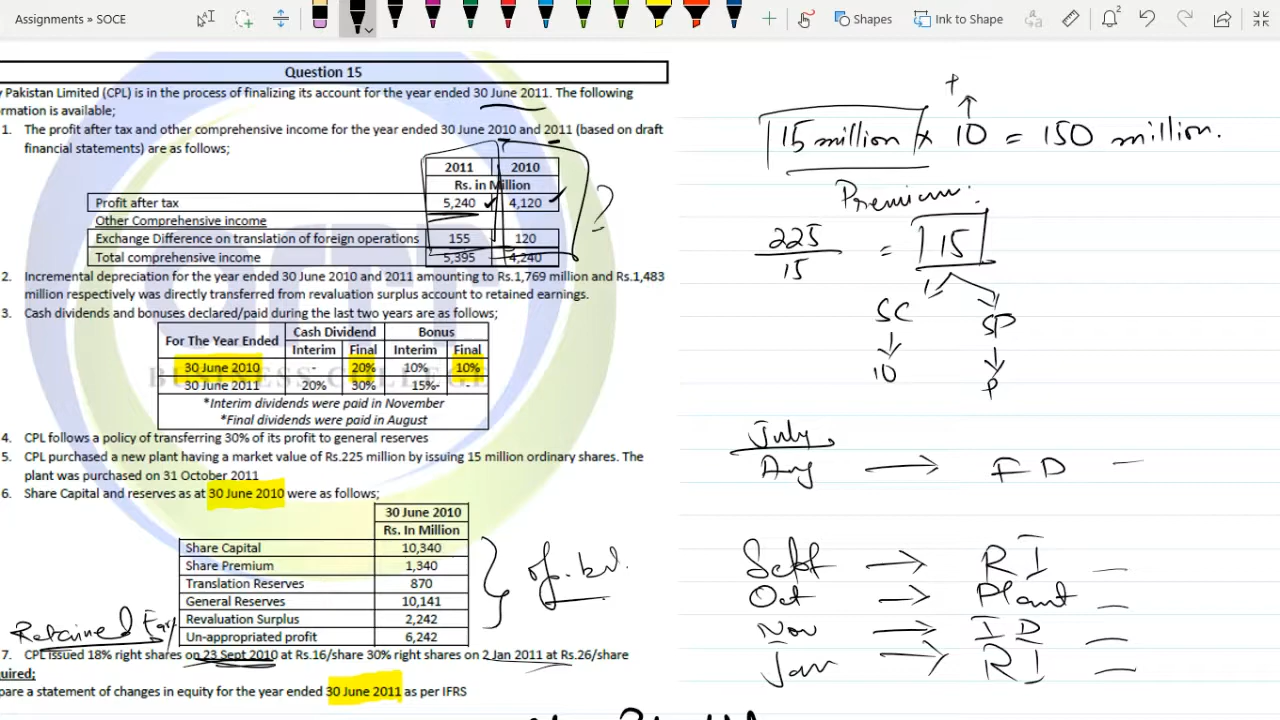 Assignments » SOCE
Shapes
Ink to Shape
2
Question 15
y Pakistan Limited (CPL) is in the process of finalizing its account for the year ended 30 June 2011. The following
ormation is available;
1. The profit after tax and other comprehensive income for the year ended 30 June 2010 and 2011 (based on draft
financial statements) are as follows;
2011 2010
Rs. in Million
Profit after tax 5,240 4,120
Other Comprehensive income
Exchange Difference on translation of foreign operations 155 120
Total comprehensive income 5,395 4,240
?
2. Incremental depreciation for the year ended 30 June 2010 and 2011 amounting to Rs.1,769 million and Rs.1,483
million respectively was directly transferred from revaluation surplus account to retained earnings.
3. Cash dividends and bonuses declared/paid during the last two years are as follows;
For The Year Ended Cash Dividend Bonus
Interim Final Interim Final
30 June 2010 - 20% 10% 10%
30 June 2011 20% 30% 15%- -
*Interim dividends were paid in November
*Final dividends were paid in August
BUSINESS COLLEGE
4. CPL follows a policy of transferring 30% of its profit to general reserves
5. CPL purchased a new plant having a market value of Rs.225 million by issuing 15 million ordinary shares. The
plant was purchased on 31 October 2011
6. Share Capital and reserves as at 30 June 2010 were as follows;
30 June 2010
Rs. In Million
Share Capital 10,340
Share Premium 1,340
Translation Reserves 870
General Reserves 10,141
Revaluation Surplus 2,242
Un-appropriated profit 6,242
Retained Ear
7. CPL issued 18% right shares on 23 Sept 2010 at Rs.16/share 30% right shares on 2 Jan 2011 at Rs.26/share
quired;
pare a statement of changes in equity for the year ended 30 June 2011 as per IFRS
P
15 million × 10 = 150 million.
Premium:
225
15
= 15
SC SP
10 P
July
Aug → FD —
Sept → RI —
Oct → Plant —
Nov → ID —
Jan → RI —